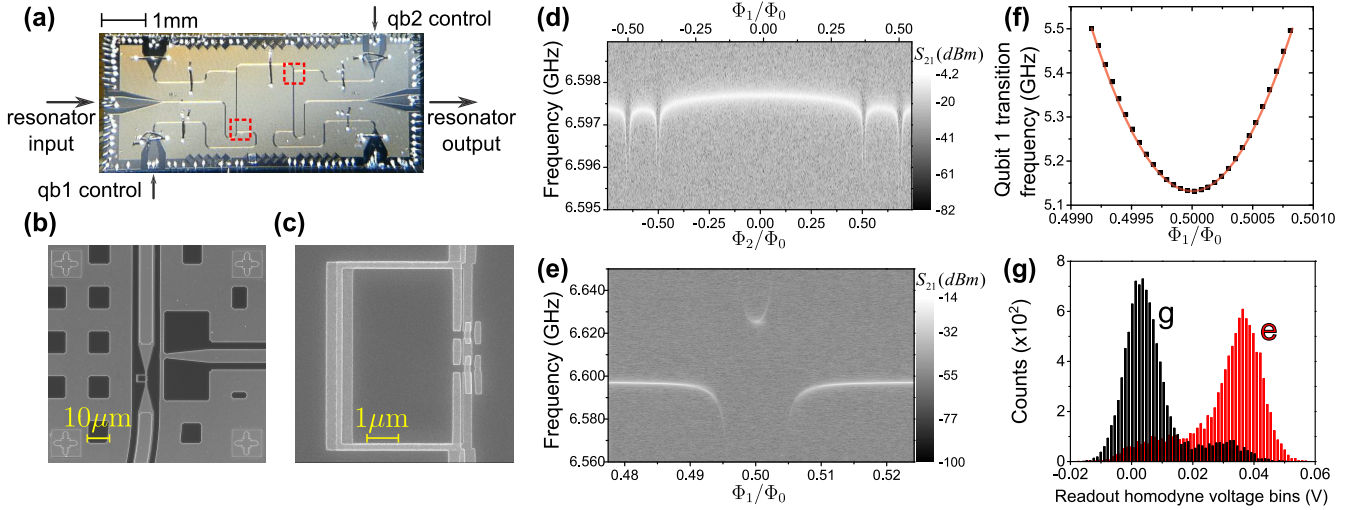 (a)
1mm
qb2 control
resonator
input
resonator
output
qb1 control
(b)
10μm
(c)
1μm
(d)
Φ1/Φ0
-0.50 -0.25 0.00 0.25 0.50
Frequency (GHz)
6.598
6.597
6.596
6.595
S21(dBm)
-4.2
-20
-41
-61
-82
-0.50 -0.25 0.00 0.25 0.50
Φ2/Φ0
(e)
Frequency (GHz)
6.640
6.620
6.600
6.580
6.560
S21(dBm)
-14
-33
-55
-77
-100
0.48 0.49 0.50 0.51 0.52
Φ1/Φ0
(f)
Qubit 1 transition
frequency (GHz)
5.5
5.4
5.3
5.2
5.1
0.4990 0.4995 0.5000 0.5005 0.5010
Φ1/Φ0
(g)
Counts (x10²)
8
6
4
2
0
g
e
-0.02 0.00 0.02 0.04 0.06
Readout homodyne voltage bins (V)